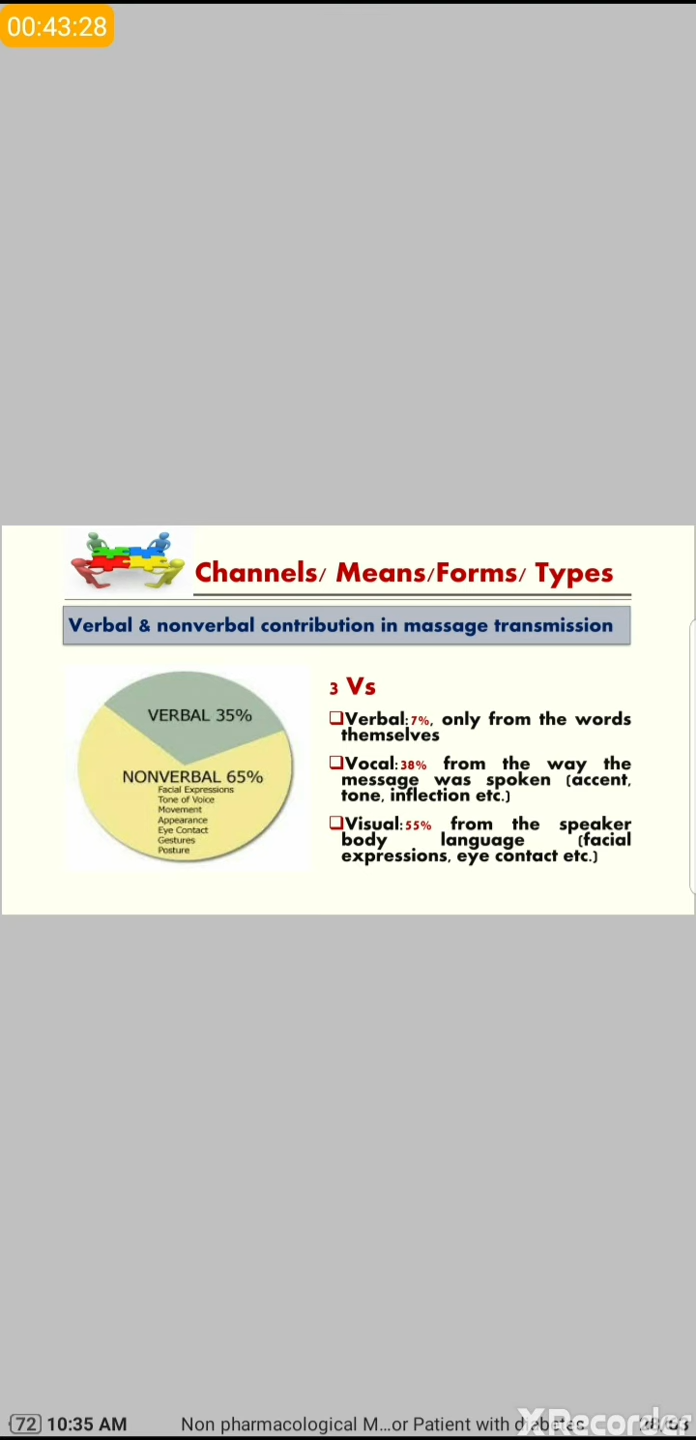 00:43:28
Channels/ Means/Forms/ Types
Verbal & nonverbal contribution in massage transmission
VERBAL 35%
NONVERBAL 65%
Facial Expressions
Tone of Voice
Movement
Appearance
Eye Contact
Gestures
Posture
3 Vs
❑Verbal: 7%, only from the words
themselves
❑Vocal: 38% from the way the
message was spoken (accent,
tone, inflection etc.)
❑Visual: 55% from the speaker
body language (facial
expressions, eye contact etc.)
72 10:35 AM Non pharmacological M...or Patient with diabetes
XRecorder